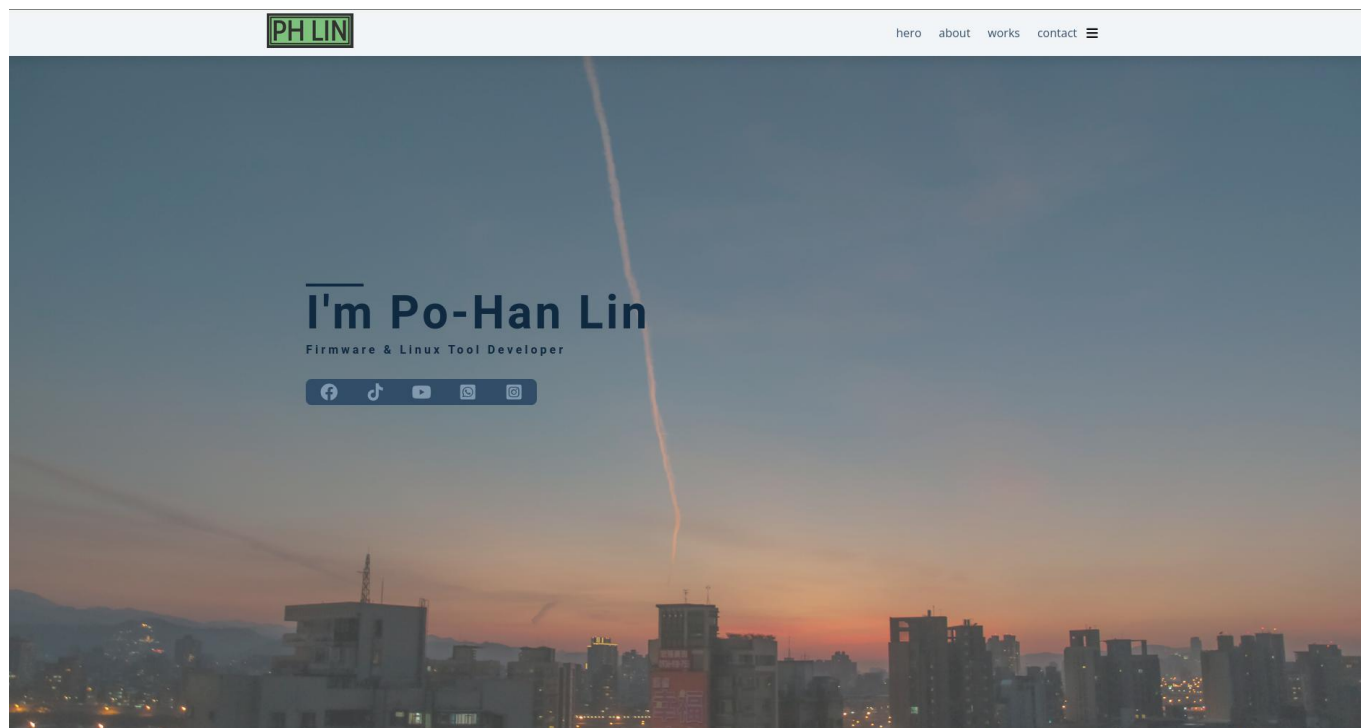 PH LIN
hero about works contact
I'm Po-Han Lin
Firmware & Linux Tool Developer